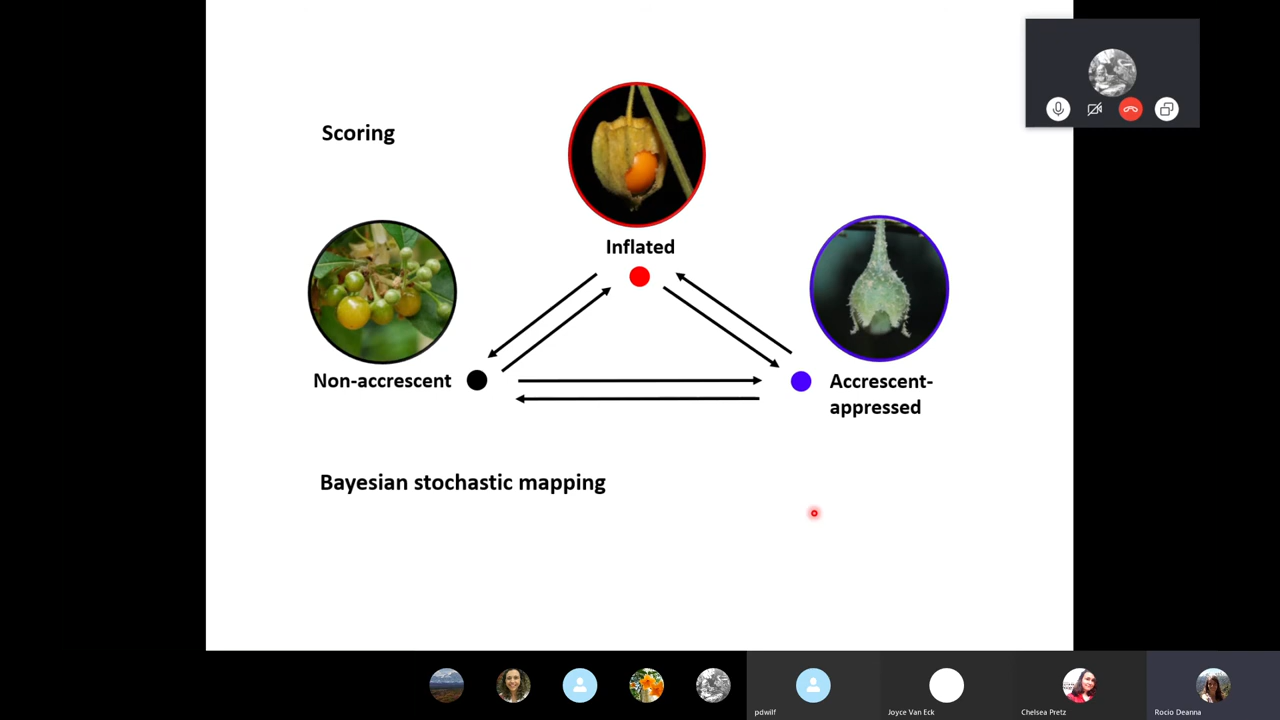 Scoring
Inflated
Non-accrescent
Accrescent-
appressed
Bayesian stochastic mapping
pdwilf
Joyce Van Eck
Chelsea Pretz
Rocio Deanna